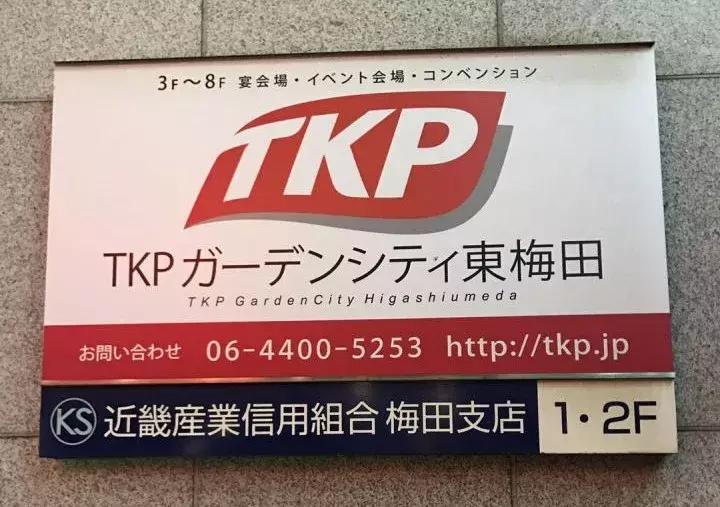 3F～8F 宴会場・イベント会場・コンベンション
TKP
TKPガーデンシティ東梅田
TKP GardenCity Higashiumeda
お問い合わせ 06-4400-5253 http://tkp.jp
KS 近畿産業信用組合 梅田支店 1・2F